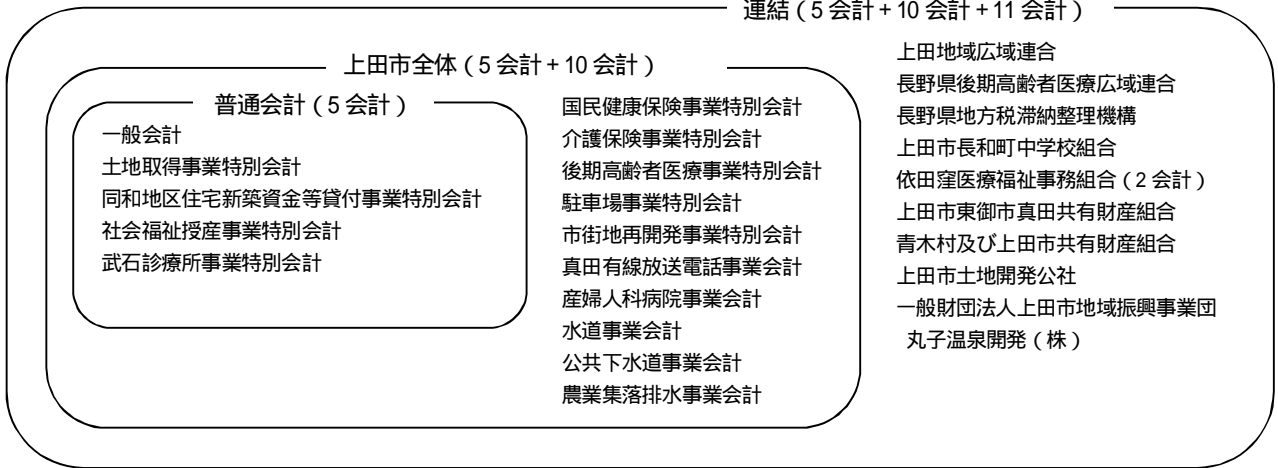 連結（5会計＋10会計＋11会計）
上田市全体（5会計＋10会計）
普通会計（5会計）
一般会計
土地取得事業特別会計
同和地区住宅新築資金等貸付事業特別会計
社会福祉授産事業特別会計
武石診療所事業特別会計
国民健康保険事業特別会計
介護保険事業特別会計
後期高齢者医療事業特別会計
駐車場事業特別会計
市街地再開発事業特別会計
真田有線放送電話事業会計
産婦人科病院事業会計
水道事業会計
公共下水道事業会計
農業集落排水事業会計
上田地域広域連合
長野県後期高齢者医療広域連合
長野県地方税滞納整理機構
上田市長和町中学校組合
依田窪医療福祉事務組合（2会計）
上田市東御市真田共有財産組合
青木村及び上田市共有財産組合
上田市土地開発公社
一般財団法人上田市地域振興事業団
丸子温泉開発（株）